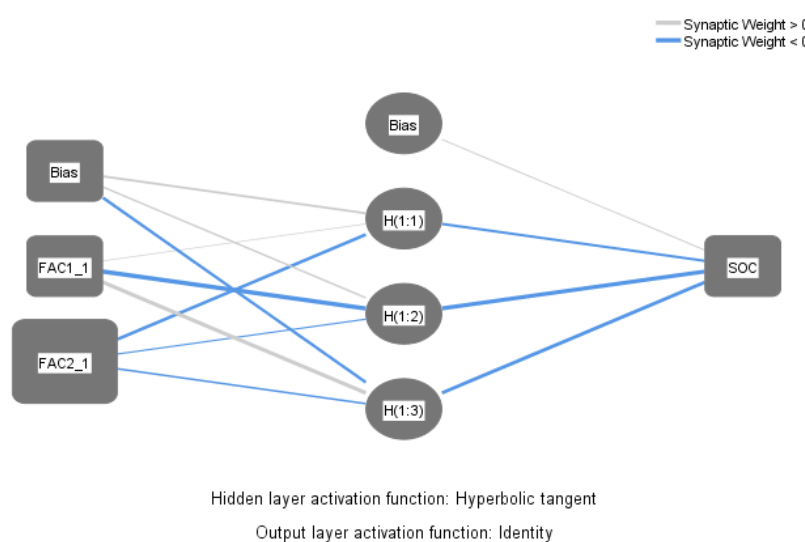 Synaptic Weight > 0
Synaptic Weight < 0
Bias
Bias
H(1:1)
FAC1_1
SOC
H(1:2)
FAC2_1
H(1:3)
Hidden layer activation function: Hyperbolic tangent
Output layer activation function: Identity